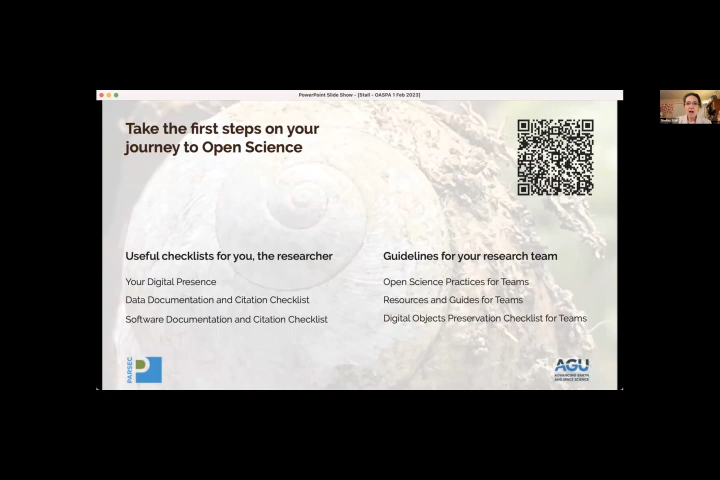 PowerPoint Slide Show - [Stall - OASPA 1 Feb 2023]
Take the first steps on your
journey to Open Science
Useful checklists for you, the researcher
Your Digital Presence
Data Documentation and Citation Checklist
Software Documentation and Citation Checklist
Guidelines for your research team
Open Science Practices for Teams
Resources and Guides for Teams
Digital Objects Preservation Checklist for Teams
PARSEC
AGU
ADVANCING EARTH
AND SPACE SCIENCE